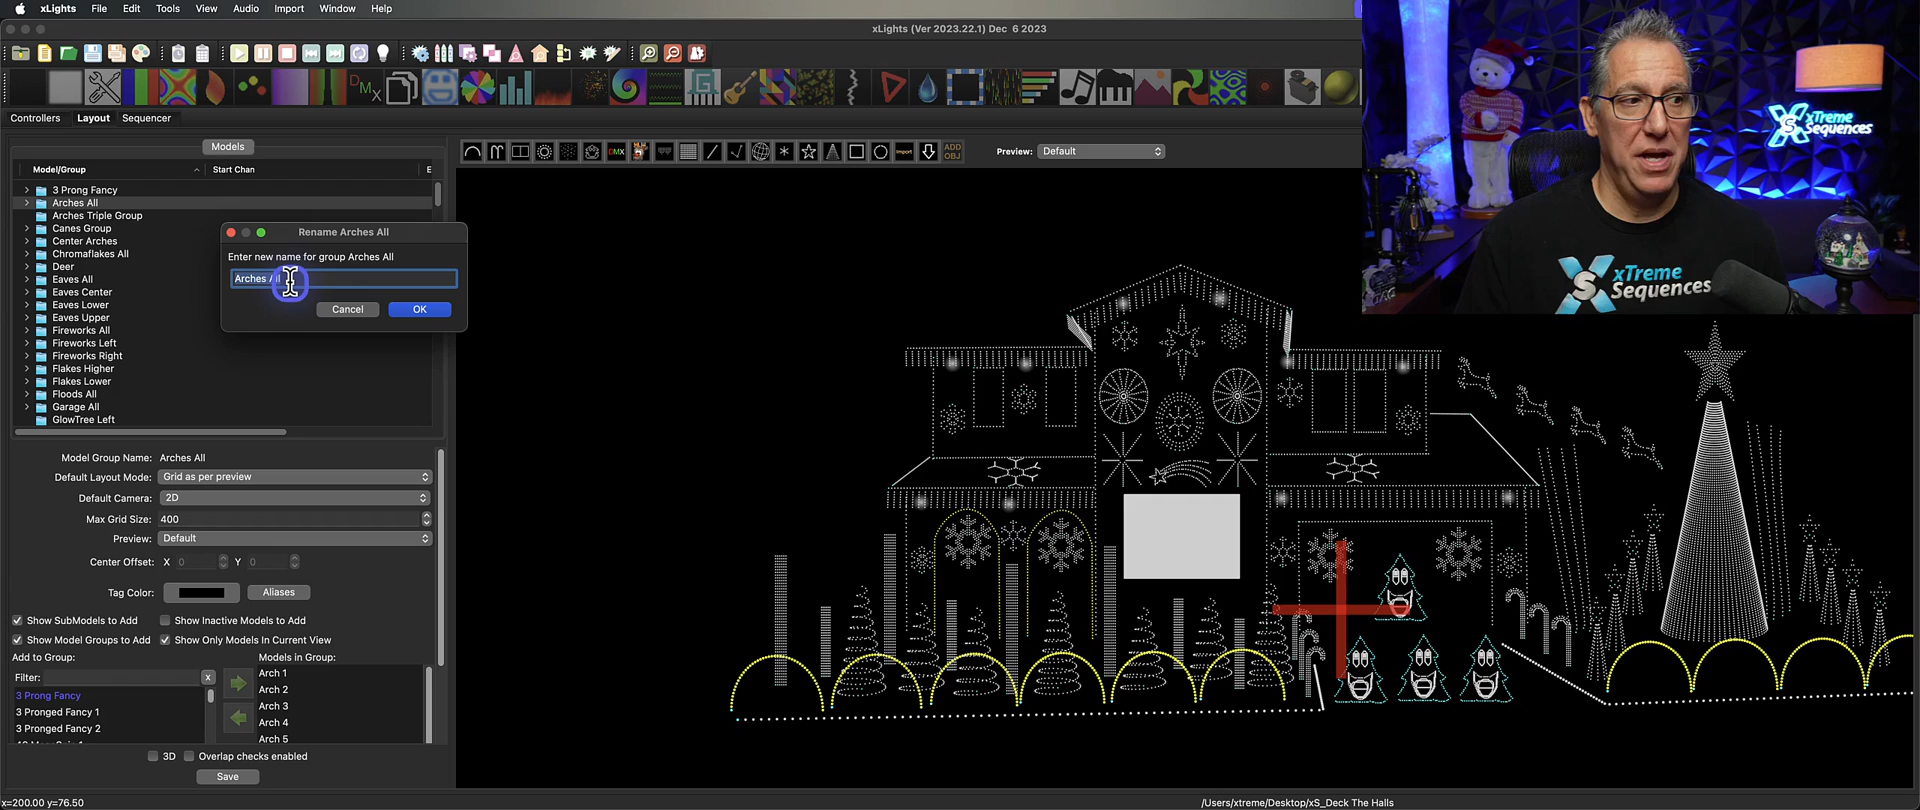 xLights File Edit Tools View Audio Import Window Help
xLights (Ver 2023.22.1) Dec 6 2023
DMX
G
Controllers Layout Sequencer
Models
Model/Group Start Chan E
3 Prong Fancy
Arches All
Arches Triple Group
Canes Group
Center Arches
Chromaflakes All
Deer
Eaves All
Eaves Center
Eaves Lower
Eaves Upper
Fireworks All
Fireworks Left
Fireworks Right
Flakes Higher
Flakes Lower
Floods All
Garage All
GlowTree Left
Rename Arches All
Enter new name for group Arches All
Arches All
Cancel OK
DMX
Import
ADD OBJ
Preview: Default
xTreme
Sequences
xTreme
Sequences
Model Group Name: Arches All
Default Layout Mode: Grid as per preview
Default Camera: 2D
Max Grid Size: 400
Preview: Default
Center Offset: X 0 Y 0
Tag Color: Aliases
Show SubModels to Add Show Inactive Models to Add
Show Model Groups to Add Show Only Models In Current View
Add to Group: Models in Group:
Filter: x
3 Prong Fancy
3 Pronged Fancy 1
3 Pronged Fancy 2
Arch 1
Arch 2
Arch 3
Arch 4
Arch 5
3D Overlap checks enabled
Save
x=200.00 y=76.50 /Users/xtreme/Desktop/xS_Deck The Halls